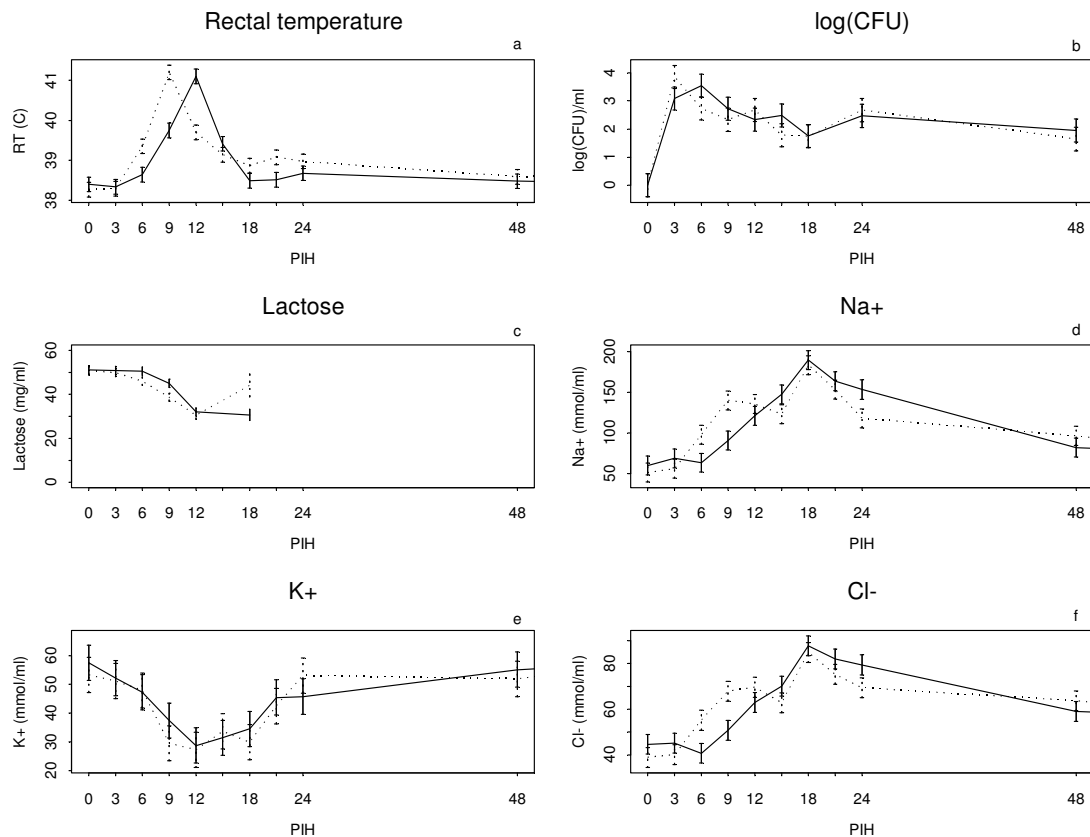 Rectal temperature
a
RT (C)
41
40
39
38
0 3 6 9 12 18 24 48
PIH
log(CFU)
b
log(CFU)/ml
4
3
2
1
0
0 3 6 9 12 18 24 48
PIH
Lactose
c
Lactose (mg/ml)
60
40
20
0
0 3 6 9 12 18 24 48
PIH
Na+
d
Na+ (mmol/ml)
200
150
100
50
0 3 6 9 12 18 24 48
PIH
K+
e
K+ (mmol/ml)
60
50
40
30
20
0 3 6 9 12 18 24 48
PIH
Cl-
f
Cl- (mmol/ml)
80
60
40
0 3 6 9 12 18 24 48
PIH